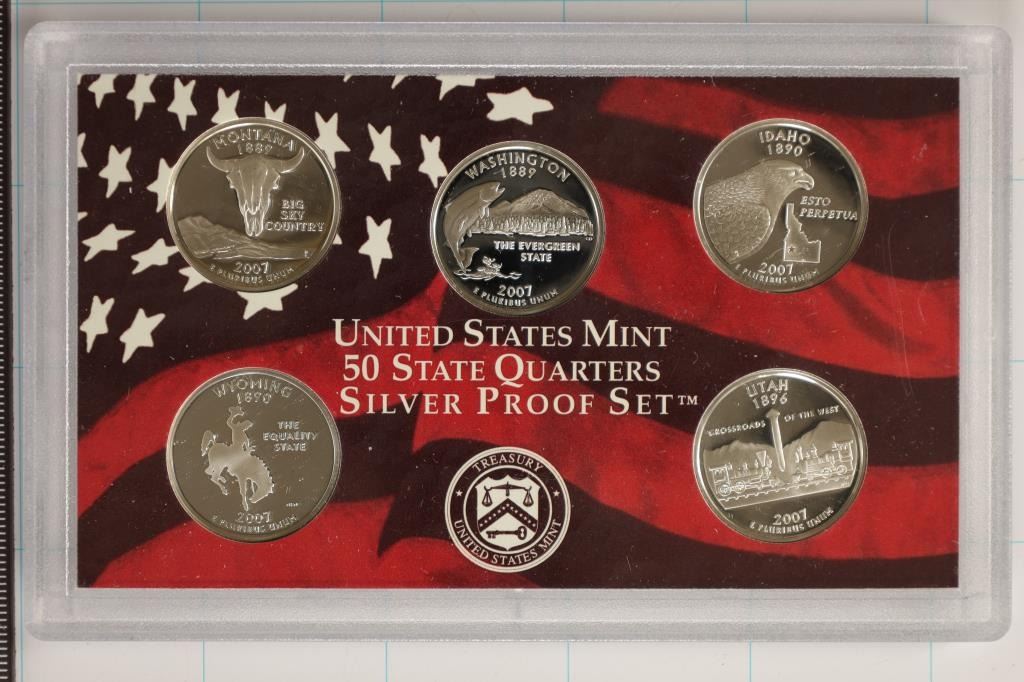 MONTANA
1889
BIG
SKY
COUNTRY
2007
E PLURIBUS UNUM
WASHINGTON
1889
THE EVERGREEN
STATE
2007
E PLURIBUS UNUM
IDAHO
1890
ESTO
PERPETUA
2007
E PLURIBUS UNUM
UNITED STATES MINT
50 STATE QUARTERS
SILVER PROOF SET™
WYOMING
1890
THE
EQUALITY
STATE
2007
E PLURIBUS UNUM
TREASURY
UNITED STATES MINT
UTAH
1896
CROSSROADS OF THE WEST
2007
E PLURIBUS UNUM